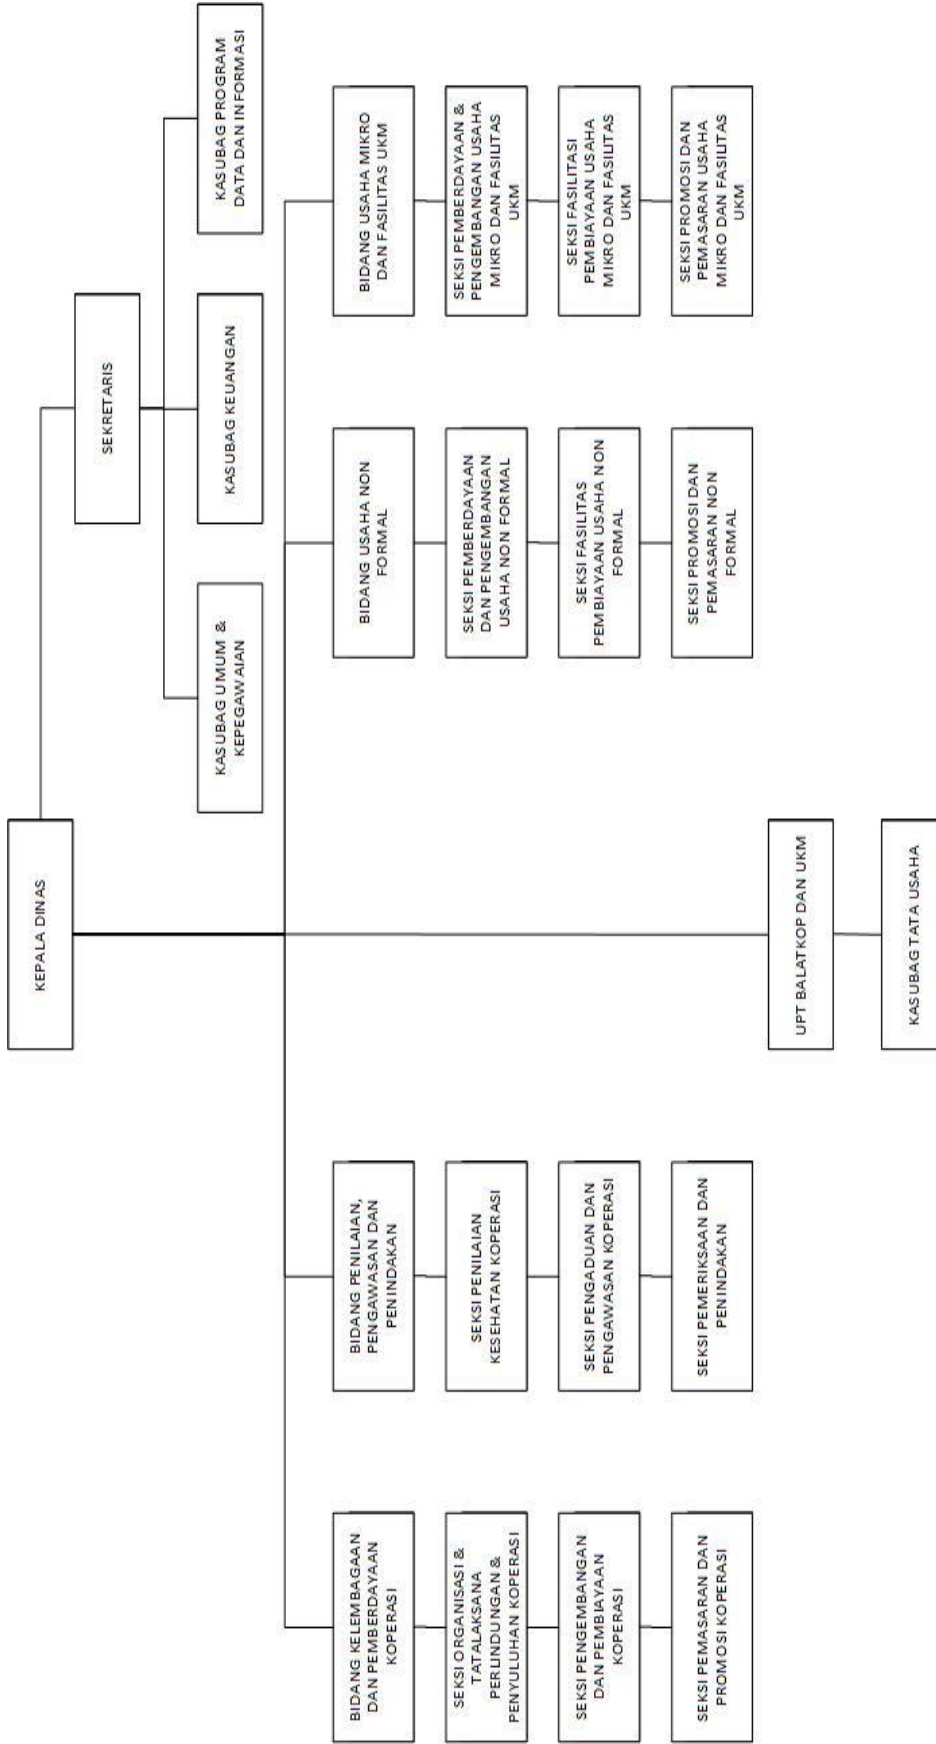 KEPALA DINAS
SEKRETARIS
KASUBAG UMUM &
KEPEGAWAIAN
KASUBAG KEUANGAN
KASUBAG PROGRAM
DATA DAN INFORMASI
BIDANG KELEMBAGAAN
DAN PEMBERDAYAAN
KOPERASI
SEKSI ORGANISASI &
TATALAKSANA
PERLINDUNGAN &
PENYULUHAN KOPERASI
SEKSI PENGEMBANGAN
DAN PEMBIAYAAN
KOPERASI
SEKSI PEMASARAN DAN
PROMOSI KOPERASI
BIDANG PENILAIAN,
PENGAWASAN DAN
PENINDAKAN
SEKSI PENILAIAN
KESEHATAN KOPERASI
SEKSI PENGADUAN DAN
PENGAWASAN KOPERASI
SEKSI PEMERIKSAAN DAN
PENINDAKAN
BIDANG USAHA NON
FORMAL
SEKSI PEMBERDAYAAN
DAN PENGEMBANGAN
USAHA NON FORMAL
SEKSI FASILITAS
PEMBIAYAAN USAHA NON
FORMAL
SEKSI PROMOSI DAN
PEMASARAN NON
FORMAL
BIDANG USAHA MIKRO
DAN FASILITAS UKM
SEKSI PEMBERDAYAAN &
PENGEMBANGAN USAHA
MIKRO DAN FASILITAS
UKM
SEKSI FASILITASI
PEMBIAYAAN USAHA
MIKRO DAN FASILITAS
UKM
SEKSI PROMOSI DAN
PEMASARAN USAHA
MIKRO DAN FASILITAS
UKM
UPT BALATKOP DAN UKM
KASUBAG TATA USAHA